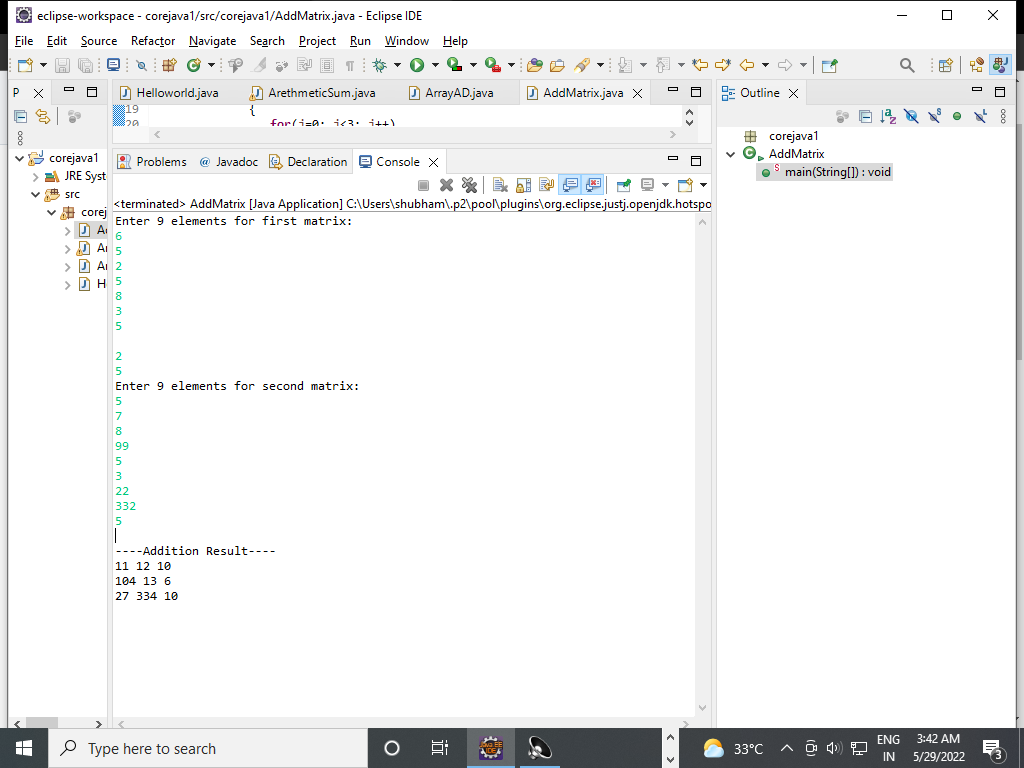 eclipse-workspace - corejava1/src/corejava1/AddMatrix.java - Eclipse IDE
File Edit Source Refactor Navigate Search Project Run Window Help
P
Helloworld.java ArethmeticSum.java ArrayAD.java AddMatrix.java
Outline
19 {
20 for(j=0; j<3; j++)
corejava1
AddMatrix
main(String[]) : void
corejava1
JRE Syst
src
corej
Ar
Ar
H
Problems Javadoc Declaration Console
<terminated> AddMatrix [Java Application] C:\Users\shubham\.p2\pool\plugins\org.eclipse.justj.openjdk.hotspo
Enter 9 elements for first matrix:
6
5
2
5
8
3
5
2
5
Enter 9 elements for second matrix:
5
7
8
99
5
3
22
332
5
----Addition Result----
11 12 10
104 13 6
27 334 10
Type here to search
JAVA EE
IDE
33°C
ENG
IN
3:42 AM
5/29/2022
3